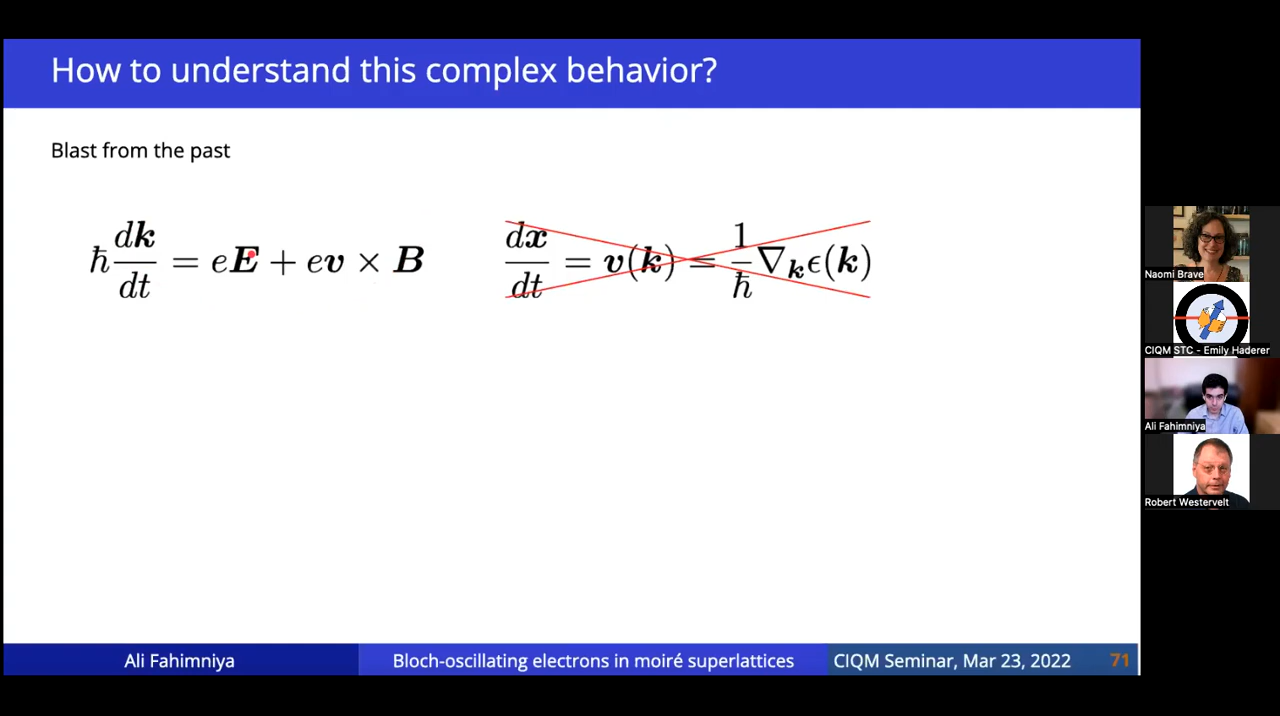 How to understand this complex behavior?
Blast from the past
ℏ d𝒌/dt = e𝑬 + e𝒗 × 𝑩
d𝒙/dt = 𝒗(𝒌) = 1/ℏ ∇𝒌ϵ(𝒌)
Naomi Brave
CIQM STC - Emily Haderer
Ali Fahimniya
Robert Westervelt
Ali Fahimniya
Bloch-oscillating electrons in moiré superlattices
CIQM Seminar, Mar 23, 2022
71